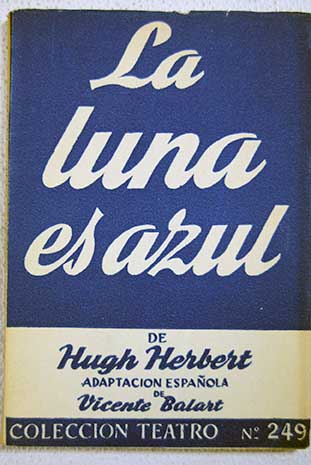 La
luna
es azul
DE
Hugh Herbert
ADAPTACION ESPAÑOLA
DE
Vicente Balart
COLECCION TEATRO Nº 249